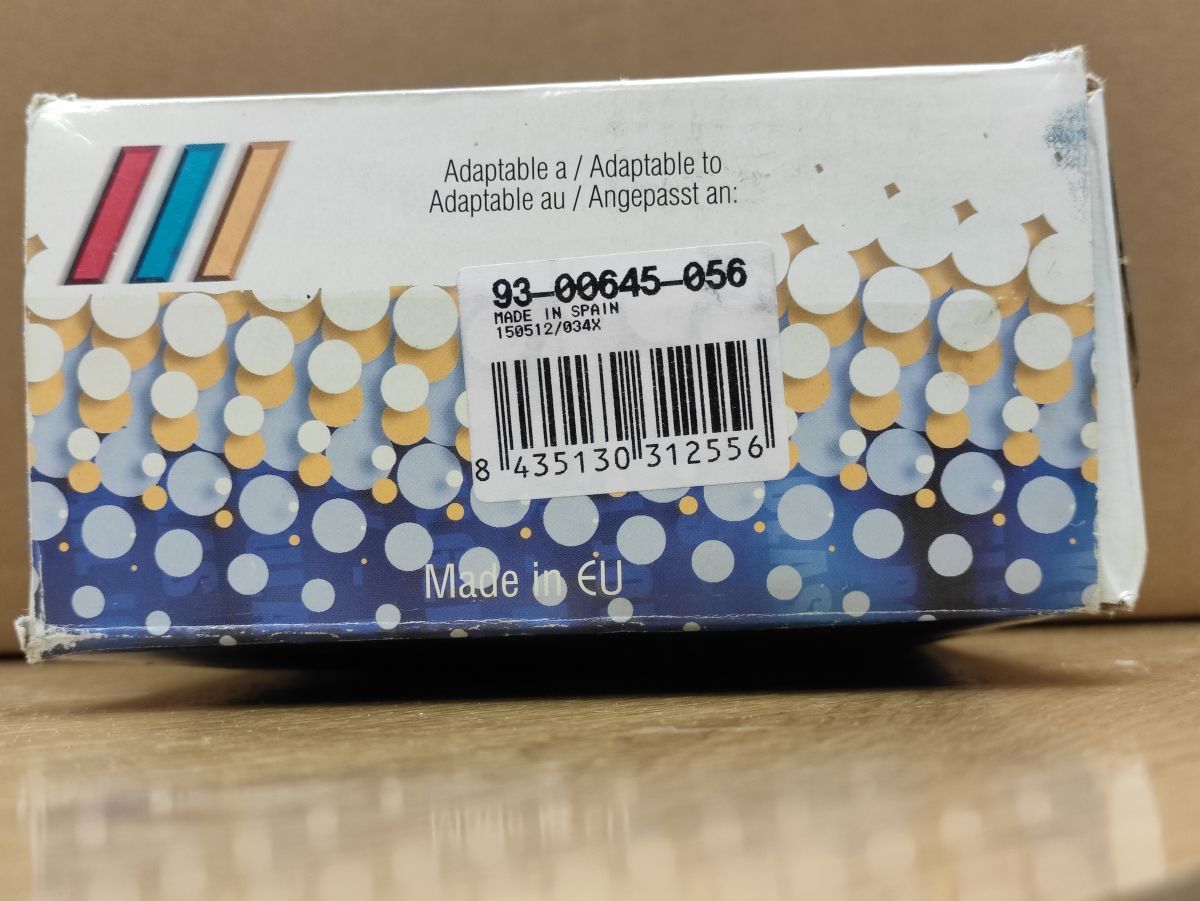 Adaptable a / Adaptable to
Adaptable au / Angepasst an:
93-00645-056
MADE IN SPAIN
150512/034X
8 435130 312556
Made in EU